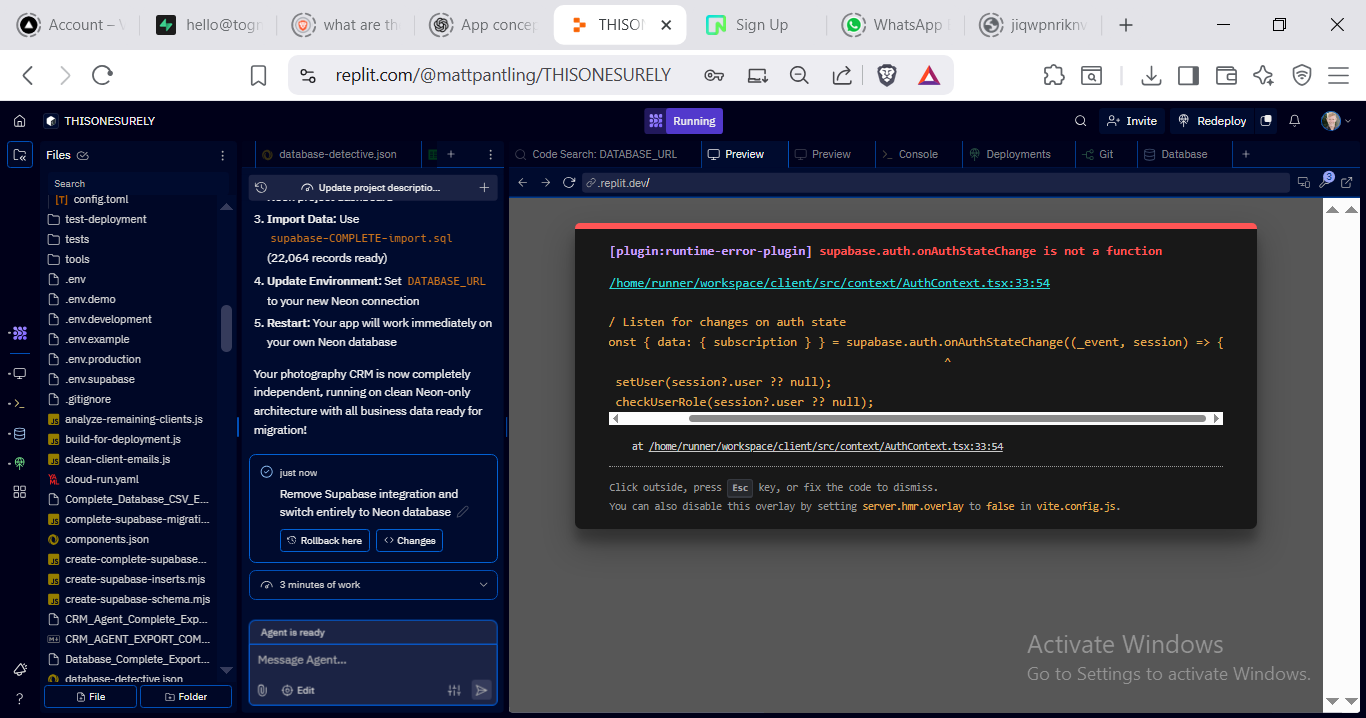 Account – V
hello@togn
what are th
App concep
THISON
Sign Up
WhatsApp
jiqwpnriknv
replit.com/@mattpantling/THISONESURELY
THISONESURELY
Running
Invite
Redeploy
Files
database-detective.json
Code Search: DATABASE_URL
Preview
Preview
Console
Deployments
Git
Database
Search
config.toml
test-deployment
tests
tools
.env
.env.demo
.env.development
.env.example
.env.production
.env.supabase
.gitignore
analyze-remaining-clients.js
build-for-deployment.js
clean-client-emails.js
cloud-run.yaml
Complete_Database_CSV_E...
complete-supabase-migrati...
components.json
create-complete-supabase...
create-supabase-inserts.mjs
create-supabase-schema.mjs
CRM_Agent_Complete_Exp...
CRM_AGENT_EXPORT_COM...
Database_Complete_Export...
database-detective.json
File
Folder
Update project descriptio...
Neon project dashboard
3. Import Data: Use
supabase-COMPLETE-import.sql
(22,064 records ready)
4. Update Environment: Set DATABASE_URL
to your new Neon connection
5. Restart: Your app will work immediately on
your own Neon database
Your photography CRM is now completely
independent, running on clean Neon-only
architecture with all business data ready for
migration!
just now
Remove Supabase integration and
switch entirely to Neon database
Rollback here
Changes
3 minutes of work
Agent is ready
Message Agent...
Edit
.replit.dev/
3
[plugin:runtime-error-plugin] supabase.auth.onAuthStateChange is not a function
/home/runner/workspace/client/src/context/AuthContext.tsx:33:54
/ Listen for changes on auth state
onst { data: { subscription } } = supabase.auth.onAuthStateChange((_event, session) => {
^
setUser(session?.user ?? null);
checkUserRole(session?.user ?? null);
at /home/runner/workspace/client/src/context/AuthContext.tsx:33:54
Click outside, press Esc key, or fix the code to dismiss.
You can also disable this overlay by setting server.hmr.overlay to false in vite.config.js.
Activate Windows
Go to Settings to activate Windows.